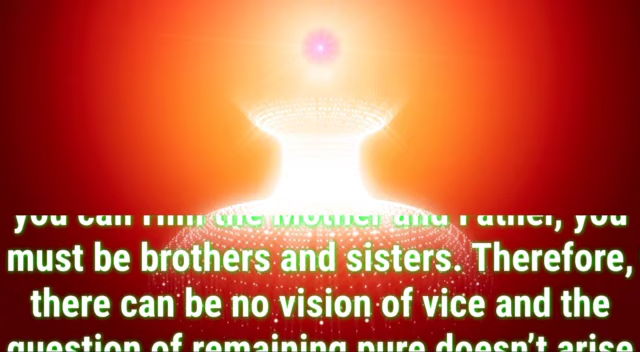 you call Him the Mother and Father, you
must be brothers and sisters. Therefore,
there can be no vision of vice and the
question of remaining pure doesn't arise